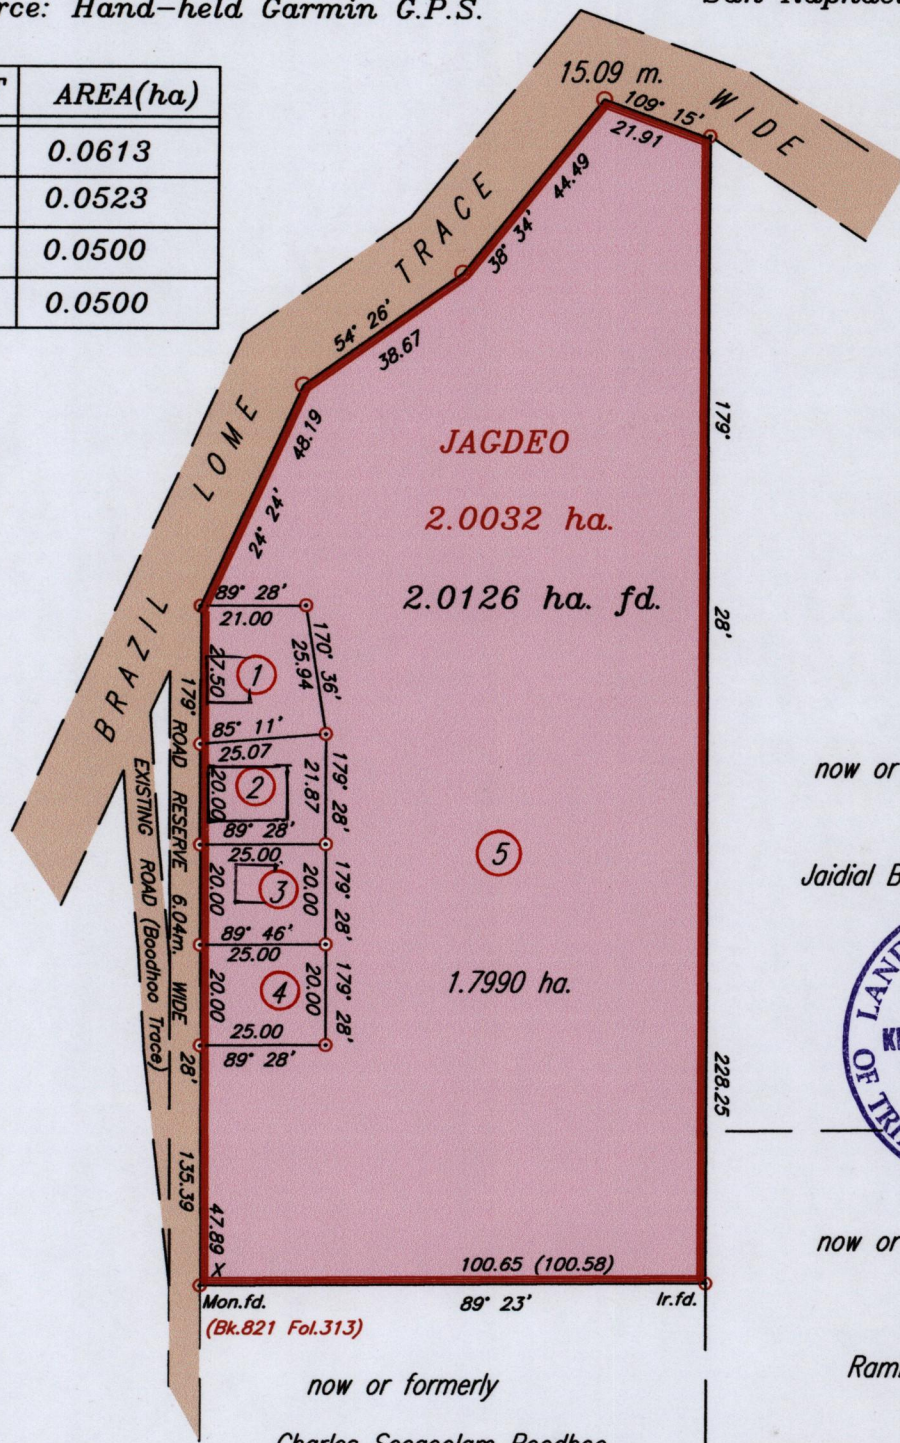 Hand-held Garmin G.P.S.
AREA(ha)
0.0613
0.0523
0.0500
0.0500
15.09 m.
WIDE
109° 15'
21.91
TRACE
44.49
38° 34'
54° 26'
38.67
LOME
48.19
24° 24'
BRAZIL
JAGDEO
2.0032 ha.
2.0126 ha. fd.
179°
28'
228.25
89° 28'
21.00
170° 36'
25.94
27.50
1
85° 11'
25.07
2
20.00
21.87
179° 28'
89° 28'
25.00
3
20.00
20.00
179° 28'
89° 46'
25.00
4
20.00
20.00
179° 28'
25.00
89° 28'
5
1.7990 ha.
179°
ROAD RESERVE 6.04m. WIDE
28'
135.39
EXISTING ROAD (Boodhoo Trace)
47.89 X
100.65 (100.58)
Mon.fd.
89° 23'
Ir.fd.
(Bk.821 Fol.313)
now or formerly
now or
Jaidial B
LAND
OF TRI
now or